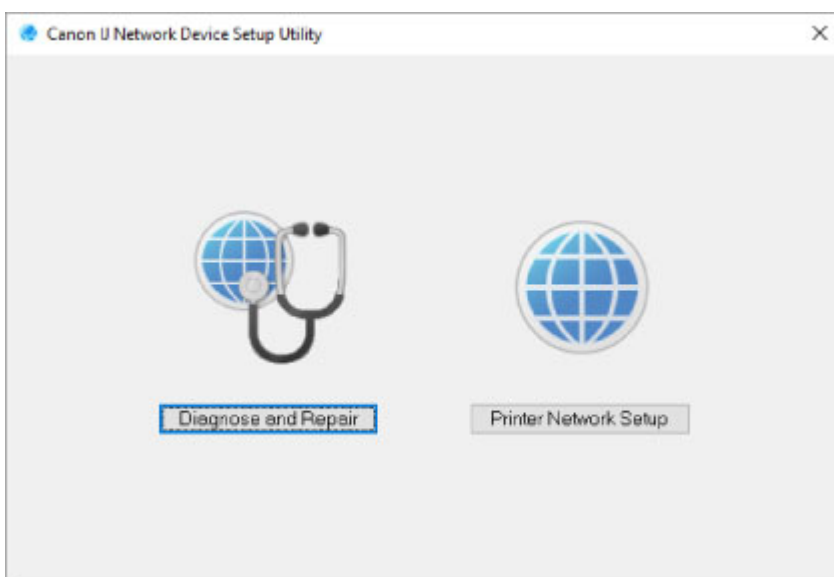 Canon IJ Network Device Setup Utility
Diagnose and Repair
Printer Network Setup